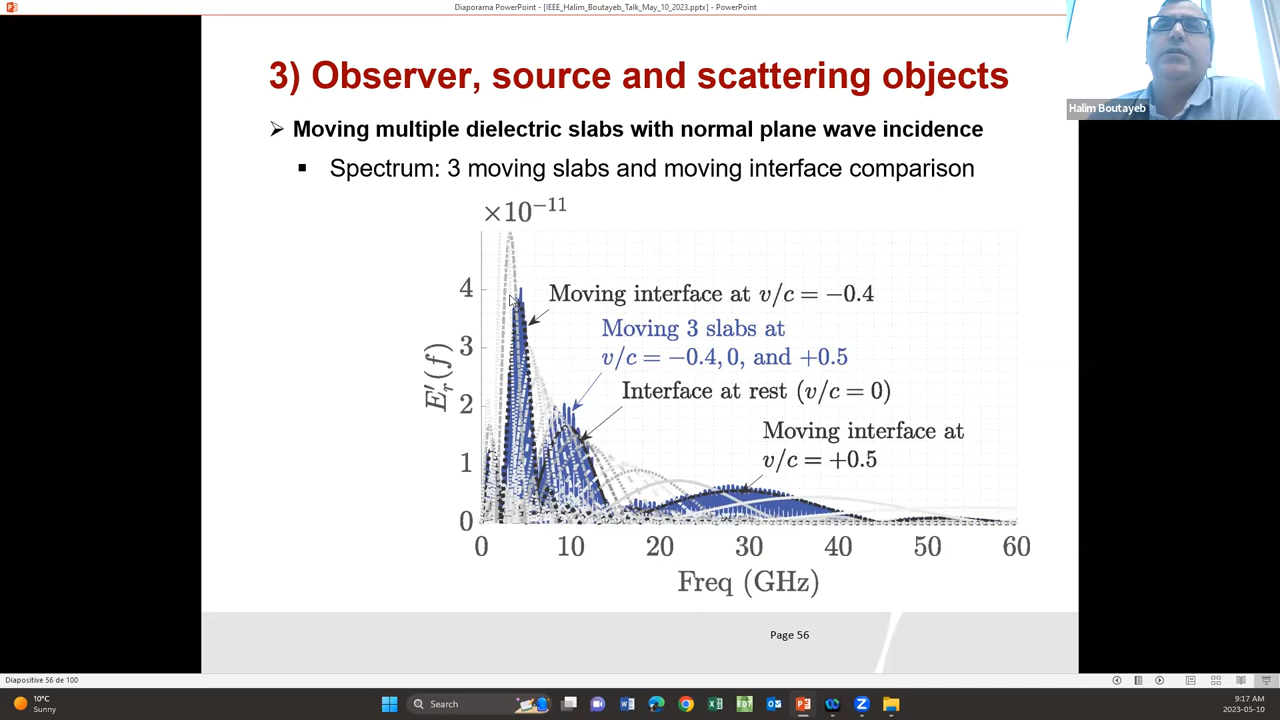 Diaporama PowerPoint - [IEEE_Halim_Boutayeb_Talk_May_10_2023.pptx] - PowerPoint
Halim Boutayeb
3) Observer, source and scattering objects
➢ Moving multiple dielectric slabs with normal plane wave incidence
▪ Spectrum: 3 moving slabs and moving interface comparison
×10⁻¹¹
4
3
2
1
0
E′ᵣ(f)
Moving interface at v/c = −0.4
Moving 3 slabs at
v/c = −0.4, 0, and +0.5
Interface at rest (v/c = 0)
Moving interface at
v/c = +0.5
0 10 20 30 40 50 60
Freq (GHz)
Page 56
Diapositive 56 de 100
10°C
Sunny
Search
EDT
9:17 AM
2023-05-10